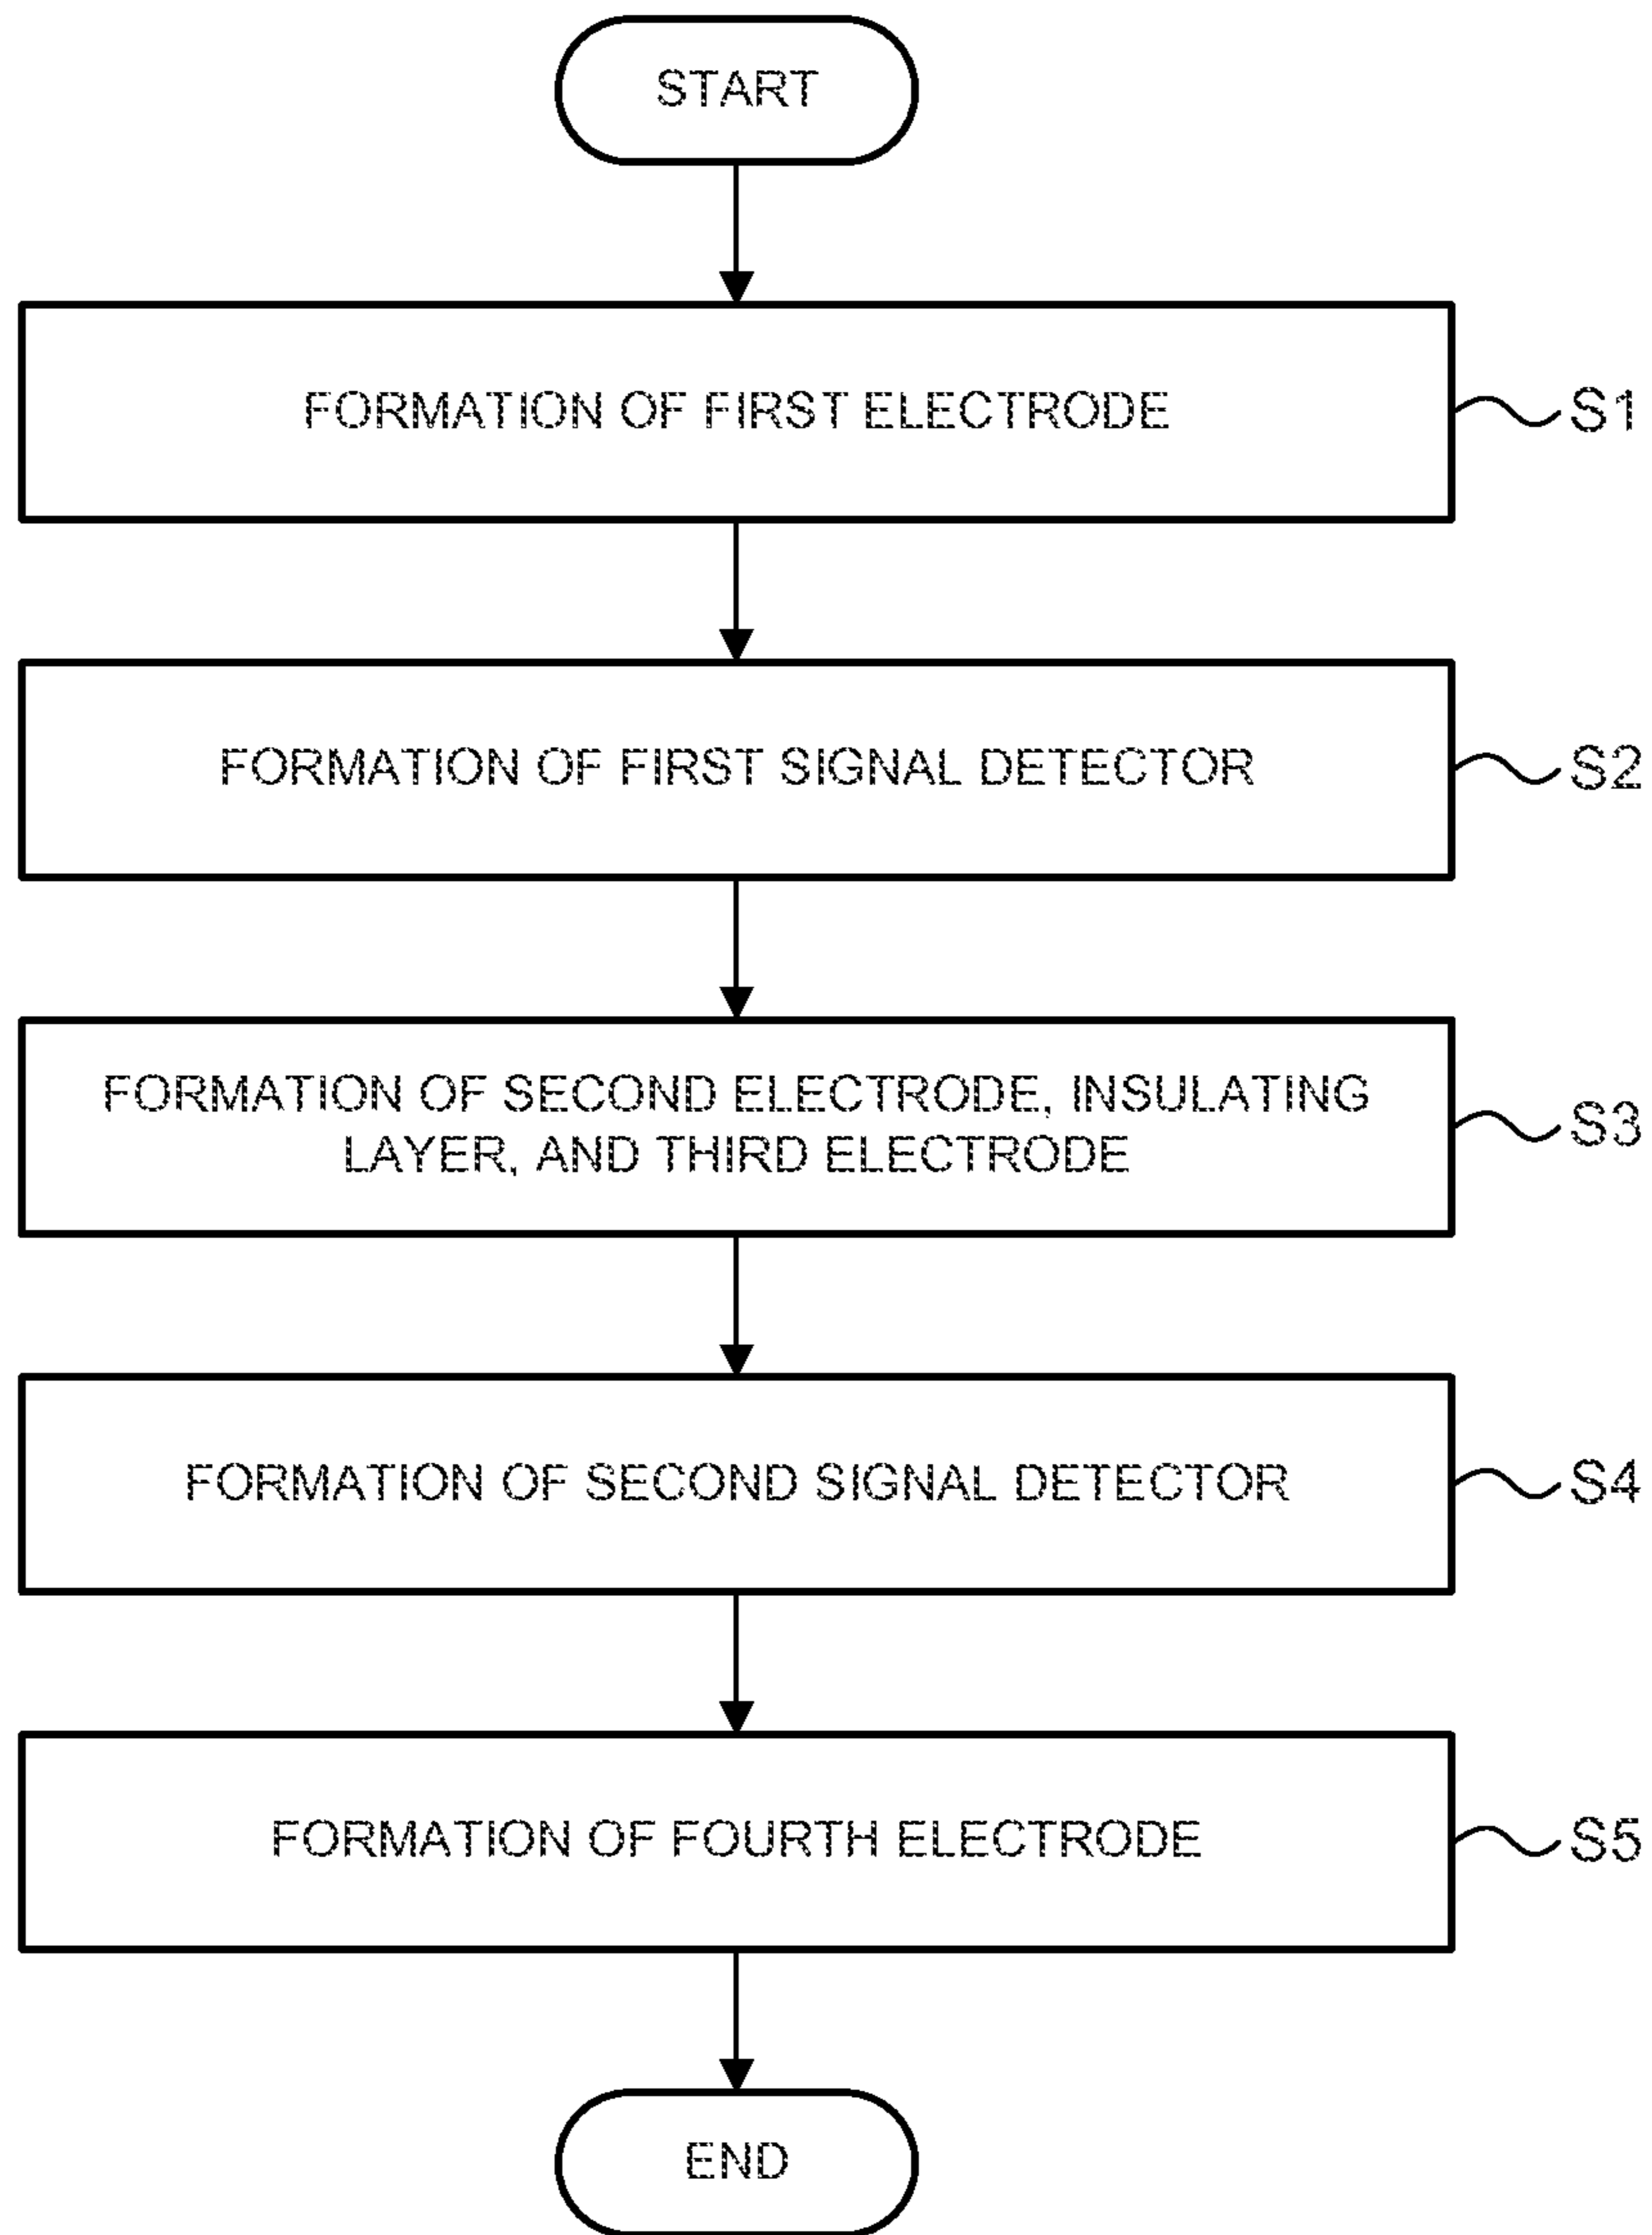 START
FORMATION OF FIRST ELECTRODE
S1
FORMATION OF FIRST SIGNAL DETECTOR
S2
FORMATION OF SECOND ELECTRODE, INSULATING
LAYER, AND THIRD ELECTRODE
S3
FORMATION OF SECOND SIGNAL DETECTOR
S4
FORMATION OF FOURTH ELECTRODE
S5
END